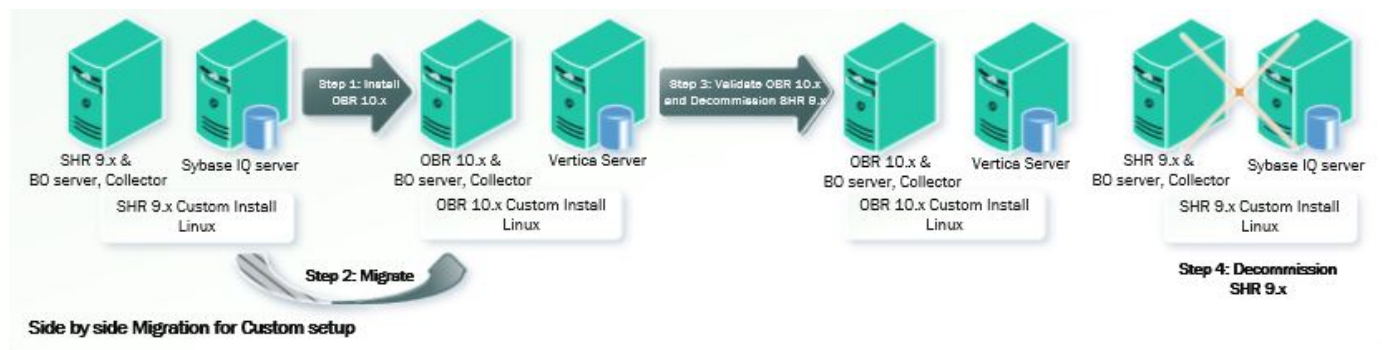 Step 1: Install
OBR 10.x
Step 3: Validate OBR 10.x
and Decommission SHR 9.x
SHR 9.x &
BO server, Collector
Sybase IQ server
OBR 10.x &
BO server, Collector
Vertica Server
OBR 10.x &
BO server, Collector
Vertica Server
SHR 9.x &
BO server, Collector
Sybase IQ server
SHR 9.x Custom Install
Linux
OBR 10.x Custom Install
Linux
OBR 10.x Custom Install
Linux
SHR 9.x Custom Install
Linux
Step 2: Migrate
Step 4: Decommission
SHR 9.x
Side by side Migration for Custom setup